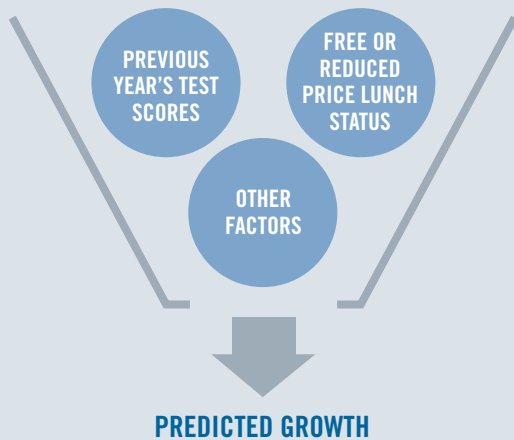 PREVIOUS
YEAR'S TEST
SCORES
FREE OR
REDUCED
PRICE LUNCH
STATUS
OTHER
FACTORS
PREDICTED GROWTH